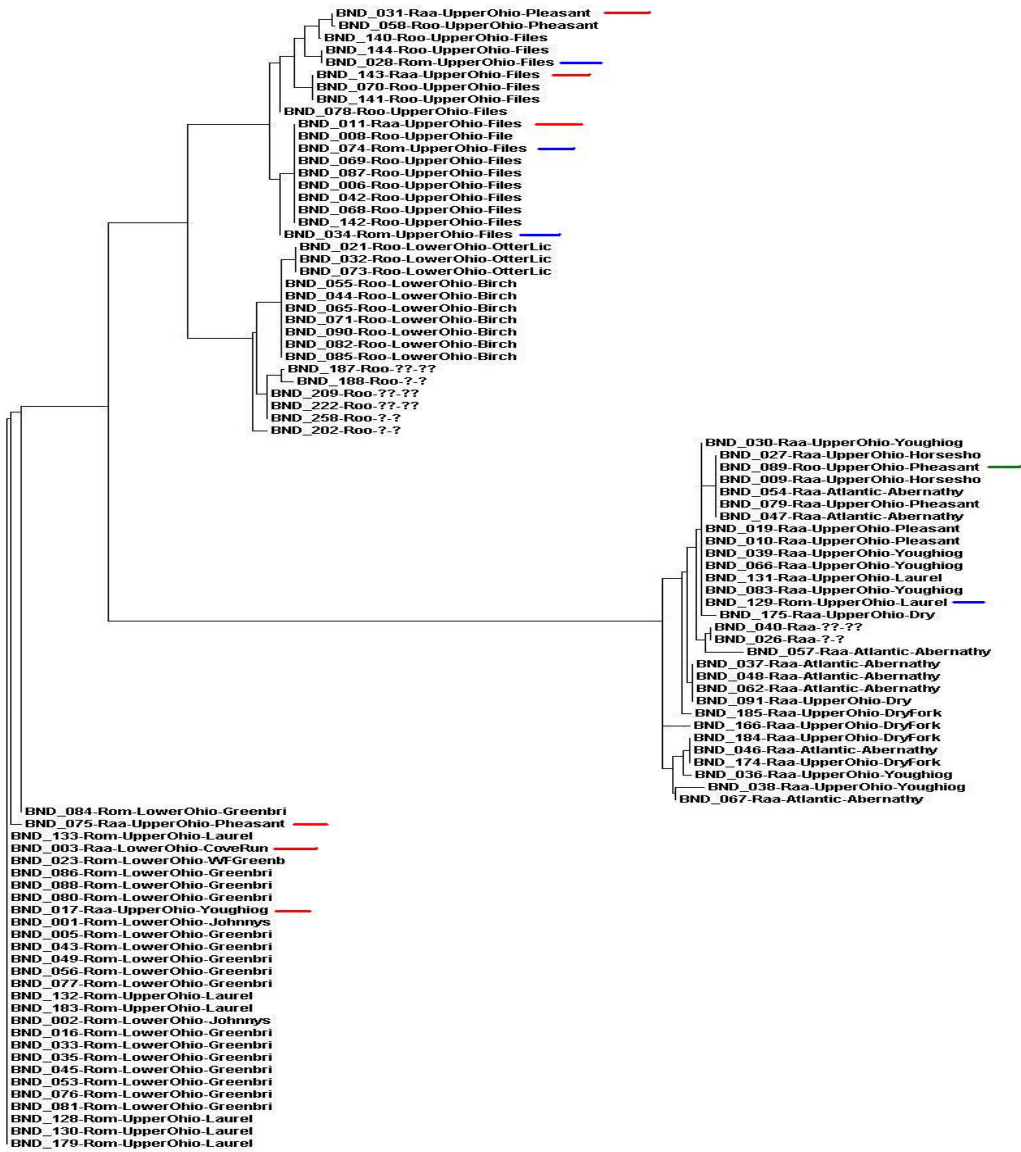 BND_031-Raa-UpperOhio-Pleasant
BND_058-Roo-UpperOhio-Pheasant
BND_140-Roo-UpperOhio-Files
BND_144-Roo-UpperOhio-Files
BND_028-Rom-UpperOhio-Files
BND_143-Raa-UpperOhio-Files
BND_070-Roo-UpperOhio-Files
BND_141-Roo-UpperOhio-Files
BND_078-Roo-UpperOhio-Files
BND_011-Raa-UpperOhio-Files
BND_008-Roo-UpperOhio-File
BND_074-Rom-UpperOhio-Files
BND_069-Roo-UpperOhio-Files
BND_087-Roo-UpperOhio-Files
BND_006-Roo-UpperOhio-Files
BND_042-Roo-UpperOhio-Files
BND_068-Roo-UpperOhio-Files
BND_142-Roo-UpperOhio-Files
BND_034-Rom-UpperOhio-Files
BND_021-Roo-LowerOhio-OtterLic
BND_032-Roo-LowerOhio-OtterLic
BND_073-Roo-LowerOhio-OtterLic
BND_055-Roo-LowerOhio-Birch
BND_044-Roo-LowerOhio-Birch
BND_065-Roo-LowerOhio-Birch
BND_071-Roo-LowerOhio-Birch
BND_090-Roo-LowerOhio-Birch
BND_082-Roo-LowerOhio-Birch
BND_085-Roo-LowerOhio-Birch
BND_187-Roo-??-??
BND_188-Roo-?-?
BND_209-Roo-??-??
BND_222-Roo-??-??
BND_258-Roo-?-?
BND_202-Roo-?-?
BND_030-Raa-UpperOhio-Youghiog
BND_027-Raa-UpperOhio-Horsesho
BND_089-Roo-UpperOhio-Pheasant
BND_009-Raa-UpperOhio-Horsesho
BND_054-Raa-Atlantic-Abernathy
BND_079-Raa-UpperOhio-Pheasant
BND_047-Raa-Atlantic-Abernathy
BND_019-Raa-UpperOhio-Pleasant
BND_010-Raa-UpperOhio-Pleasant
BND_039-Raa-UpperOhio-Youghiog
BND_066-Raa-UpperOhio-Youghiog
BND_131-Raa-UpperOhio-Laurel
BND_083-Raa-UpperOhio-Youghiog
BND_129-Rom-UpperOhio-Laurel
BND_175-Raa-UpperOhio-Dry
BND_040-Raa-??-??
BND_026-Raa-?-?
BND_057-Raa-Atlantic-Abernathy
BND_037-Raa-Atlantic-Abernathy
BND_048-Raa-Atlantic-Abernathy
BND_062-Raa-Atlantic-Abernathy
BND_091-Raa-UpperOhio-Dry
BND_185-Raa-UpperOhio-DryFork
BND_166-Raa-UpperOhio-DryFork
BND_184-Raa-UpperOhio-DryFork
BND_046-Raa-Atlantic-Abernathy
BND_174-Raa-UpperOhio-DryFork
BND_036-Raa-UpperOhio-Youghiog
BND_038-Raa-UpperOhio-Youghiog
BND_067-Raa-Atlantic-Abernathy
BND_084-Rom-LowerOhio-Greenbri
BND_075-Raa-UpperOhio-Pheasant
BND_133-Rom-UpperOhio-Laurel
BND_003-Raa-LowerOhio-CoveRun
BND_023-Rom-LowerOhio-WFGreenb
BND_086-Rom-LowerOhio-Greenbri
BND_088-Rom-LowerOhio-Greenbri
BND_080-Rom-LowerOhio-Greenbri
BND_017-Raa-UpperOhio-Youghiog
BND_001-Rom-LowerOhio-Johnnys
BND_005-Rom-LowerOhio-Greenbri
BND_043-Rom-LowerOhio-Greenbri
BND_049-Rom-LowerOhio-Greenbri
BND_056-Rom-LowerOhio-Greenbri
BND_077-Rom-LowerOhio-Greenbri
BND_132-Rom-UpperOhio-Laurel
BND_183-Rom-UpperOhio-Laurel
BND_002-Rom-LowerOhio-Johnnys
BND_016-Rom-LowerOhio-Greenbri
BND_033-Rom-LowerOhio-Greenbri
BND_035-Rom-LowerOhio-Greenbri
BND_045-Rom-LowerOhio-Greenbri
BND_053-Rom-LowerOhio-Greenbri
BND_076-Rom-LowerOhio-Greenbri
BND_081-Rom-LowerOhio-Greenbri
BND_128-Rom-UpperOhio-Laurel
BND_130-Rom-UpperOhio-Laurel
BND_179-Rom-UpperOhio-Laurel